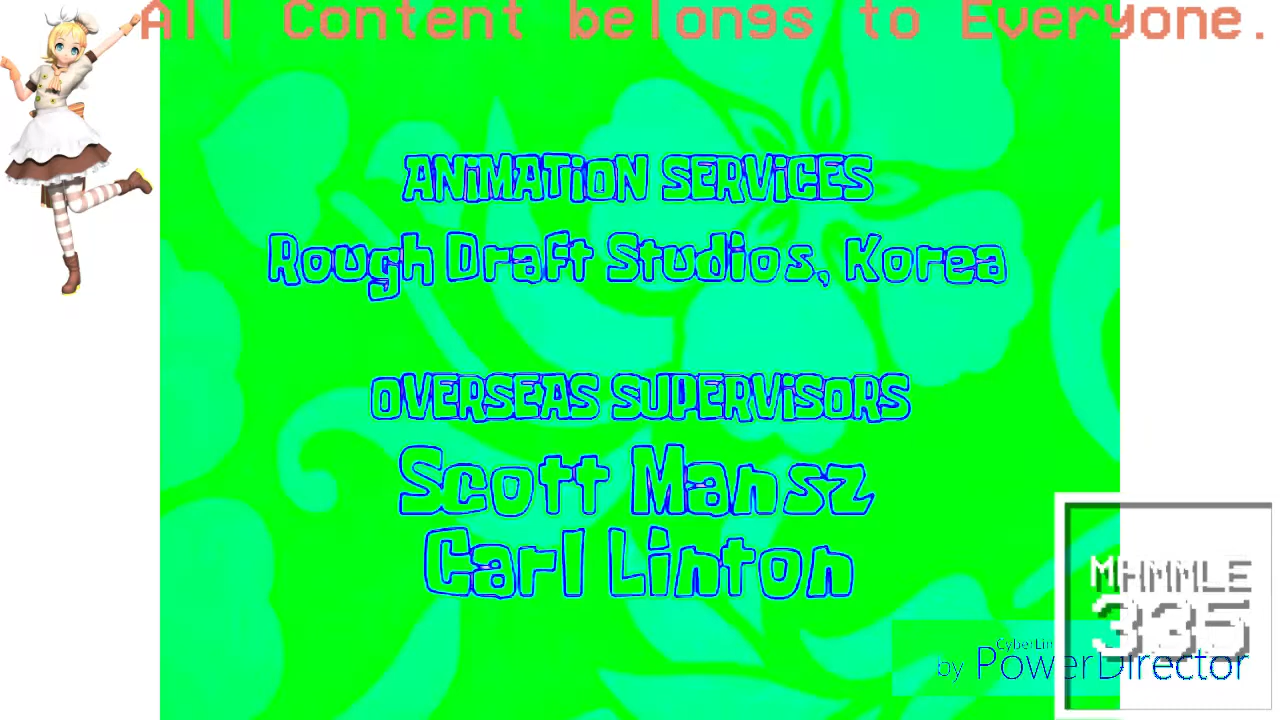 All Content belongs to Everyone.
ANiMATiON SERViCES
Rough Draft Studios, Korea
OVERSEAS SUPERViSORS
Scott Mansz
Carl Linton
MAMMLE
335
CyberLin
by PowerDirector